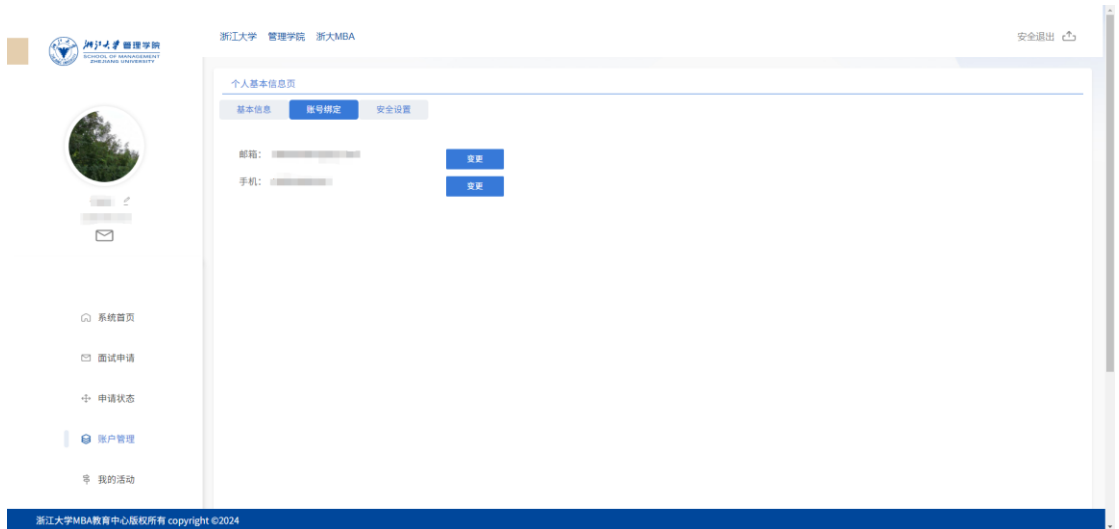 浙江大学 管理学院
SCHOOL OF MANAGEMENT
ZHEJIANG UNIVERSITY
浙江大学 管理学院 浙大MBA
安全退出
个人基本信息页
基本信息 账号绑定 安全设置
邮箱： 变更
手机： 变更
系统首页
面试申请
申请状态
账户管理
我的活动
浙江大学MBA教育中心版权所有 copyright ©2024